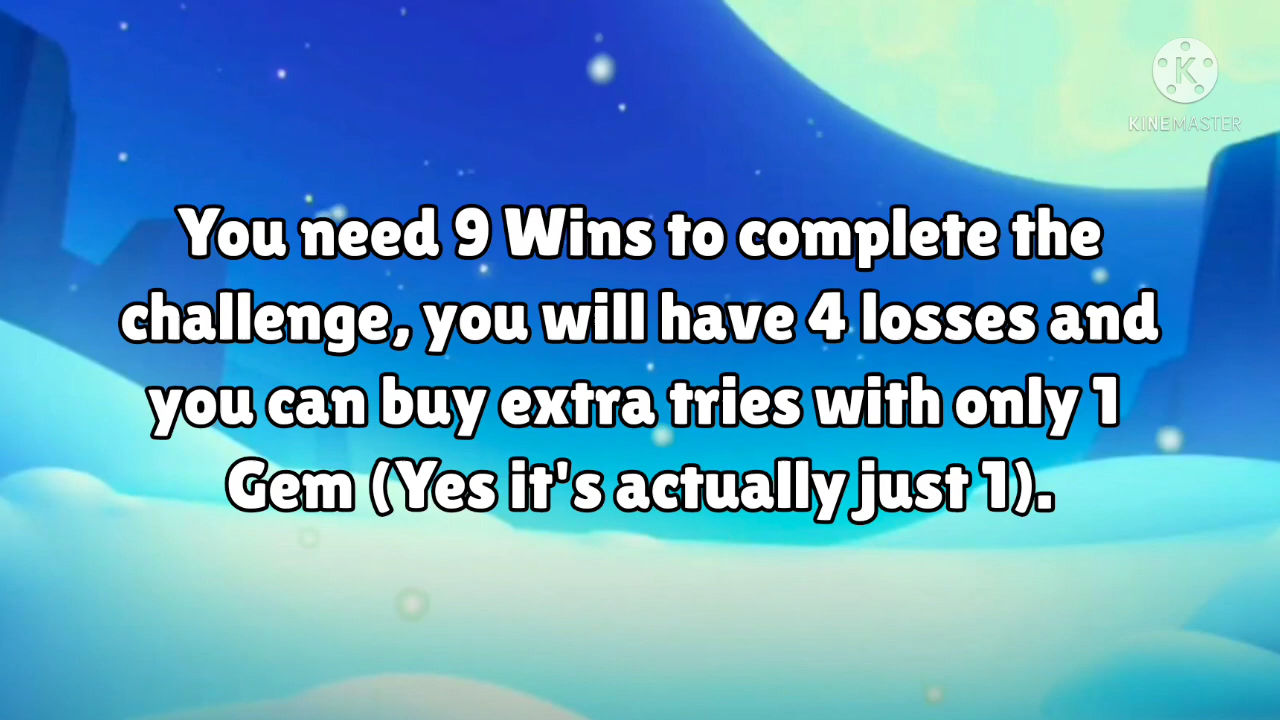 KINEMASTER
You need 9 Wins to complete the
challenge, you will have 4 losses and
you can buy extra tries with only 1
Gem (Yes it's actually just 1).